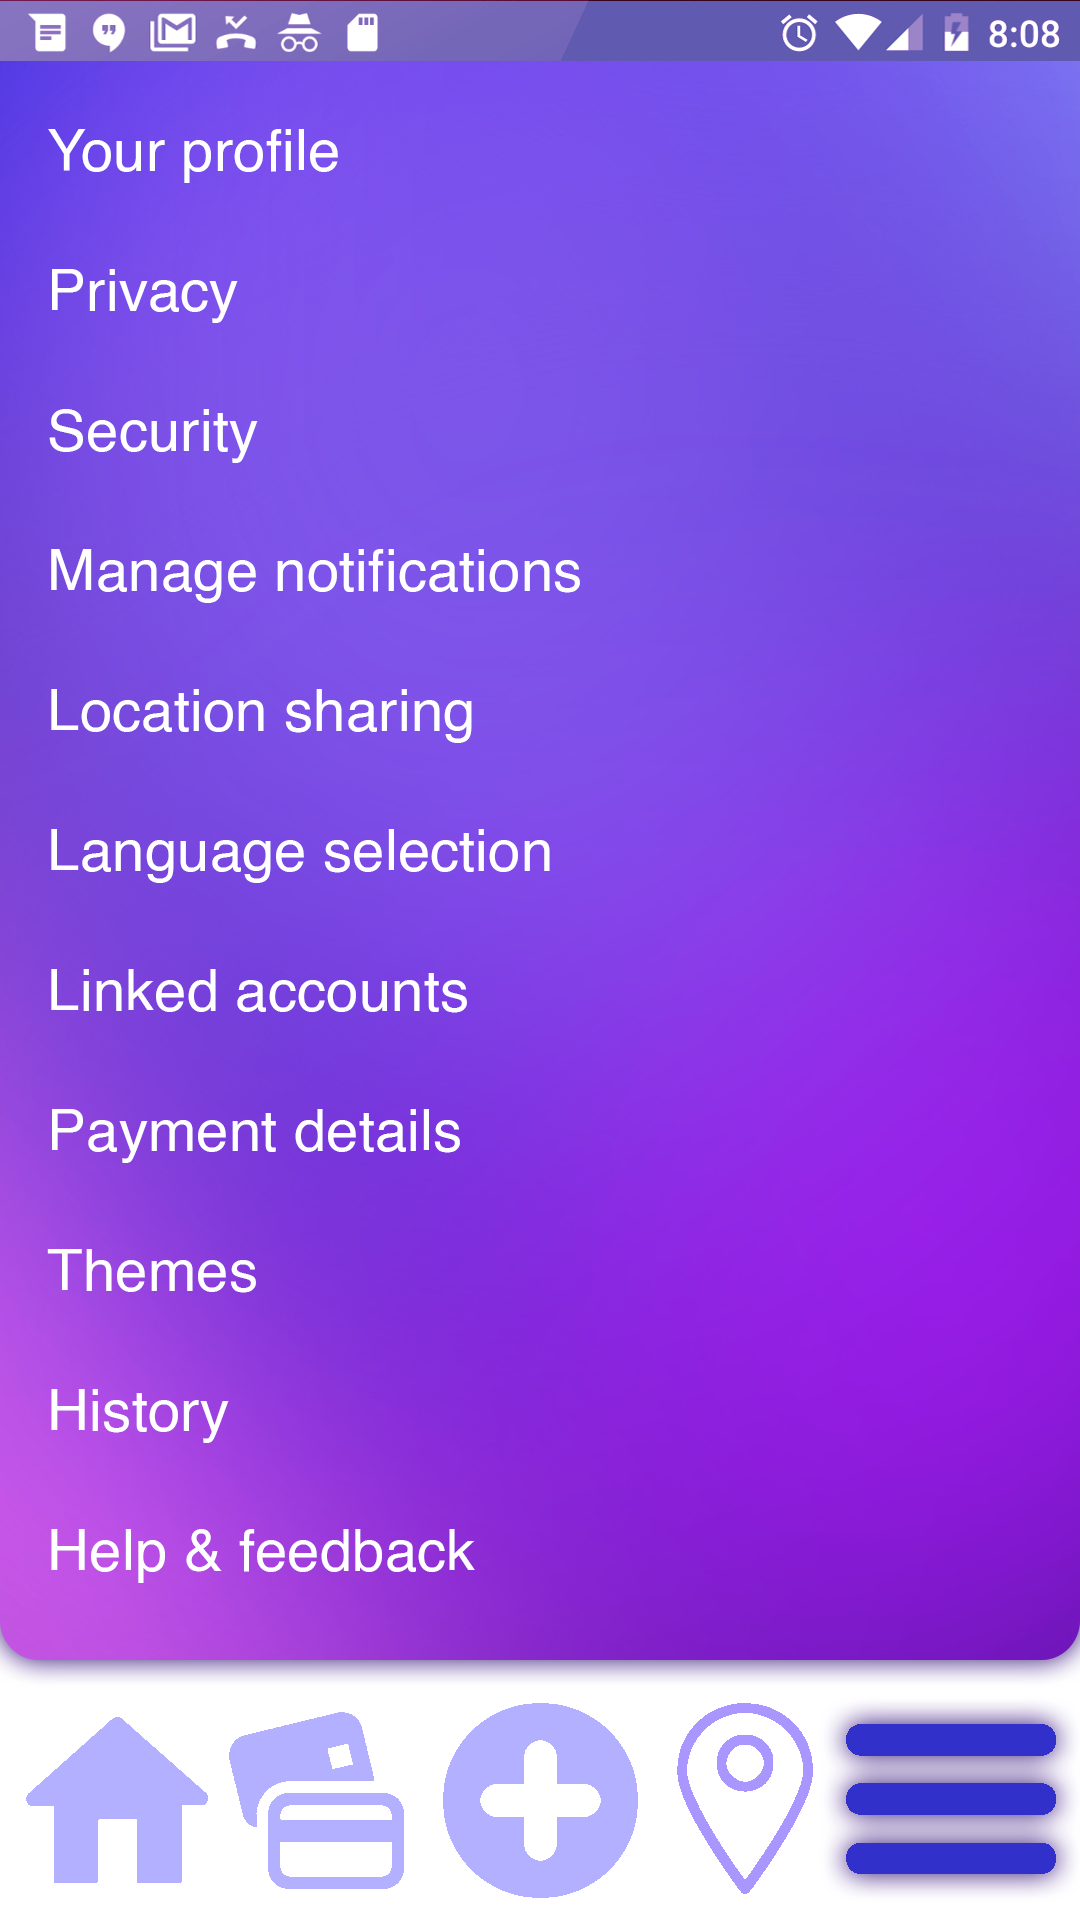 8:08
Your profile
Privacy
Security
Manage notifications
Location sharing
Language selection
Linked accounts
Payment details
Themes
History
Help & feedback